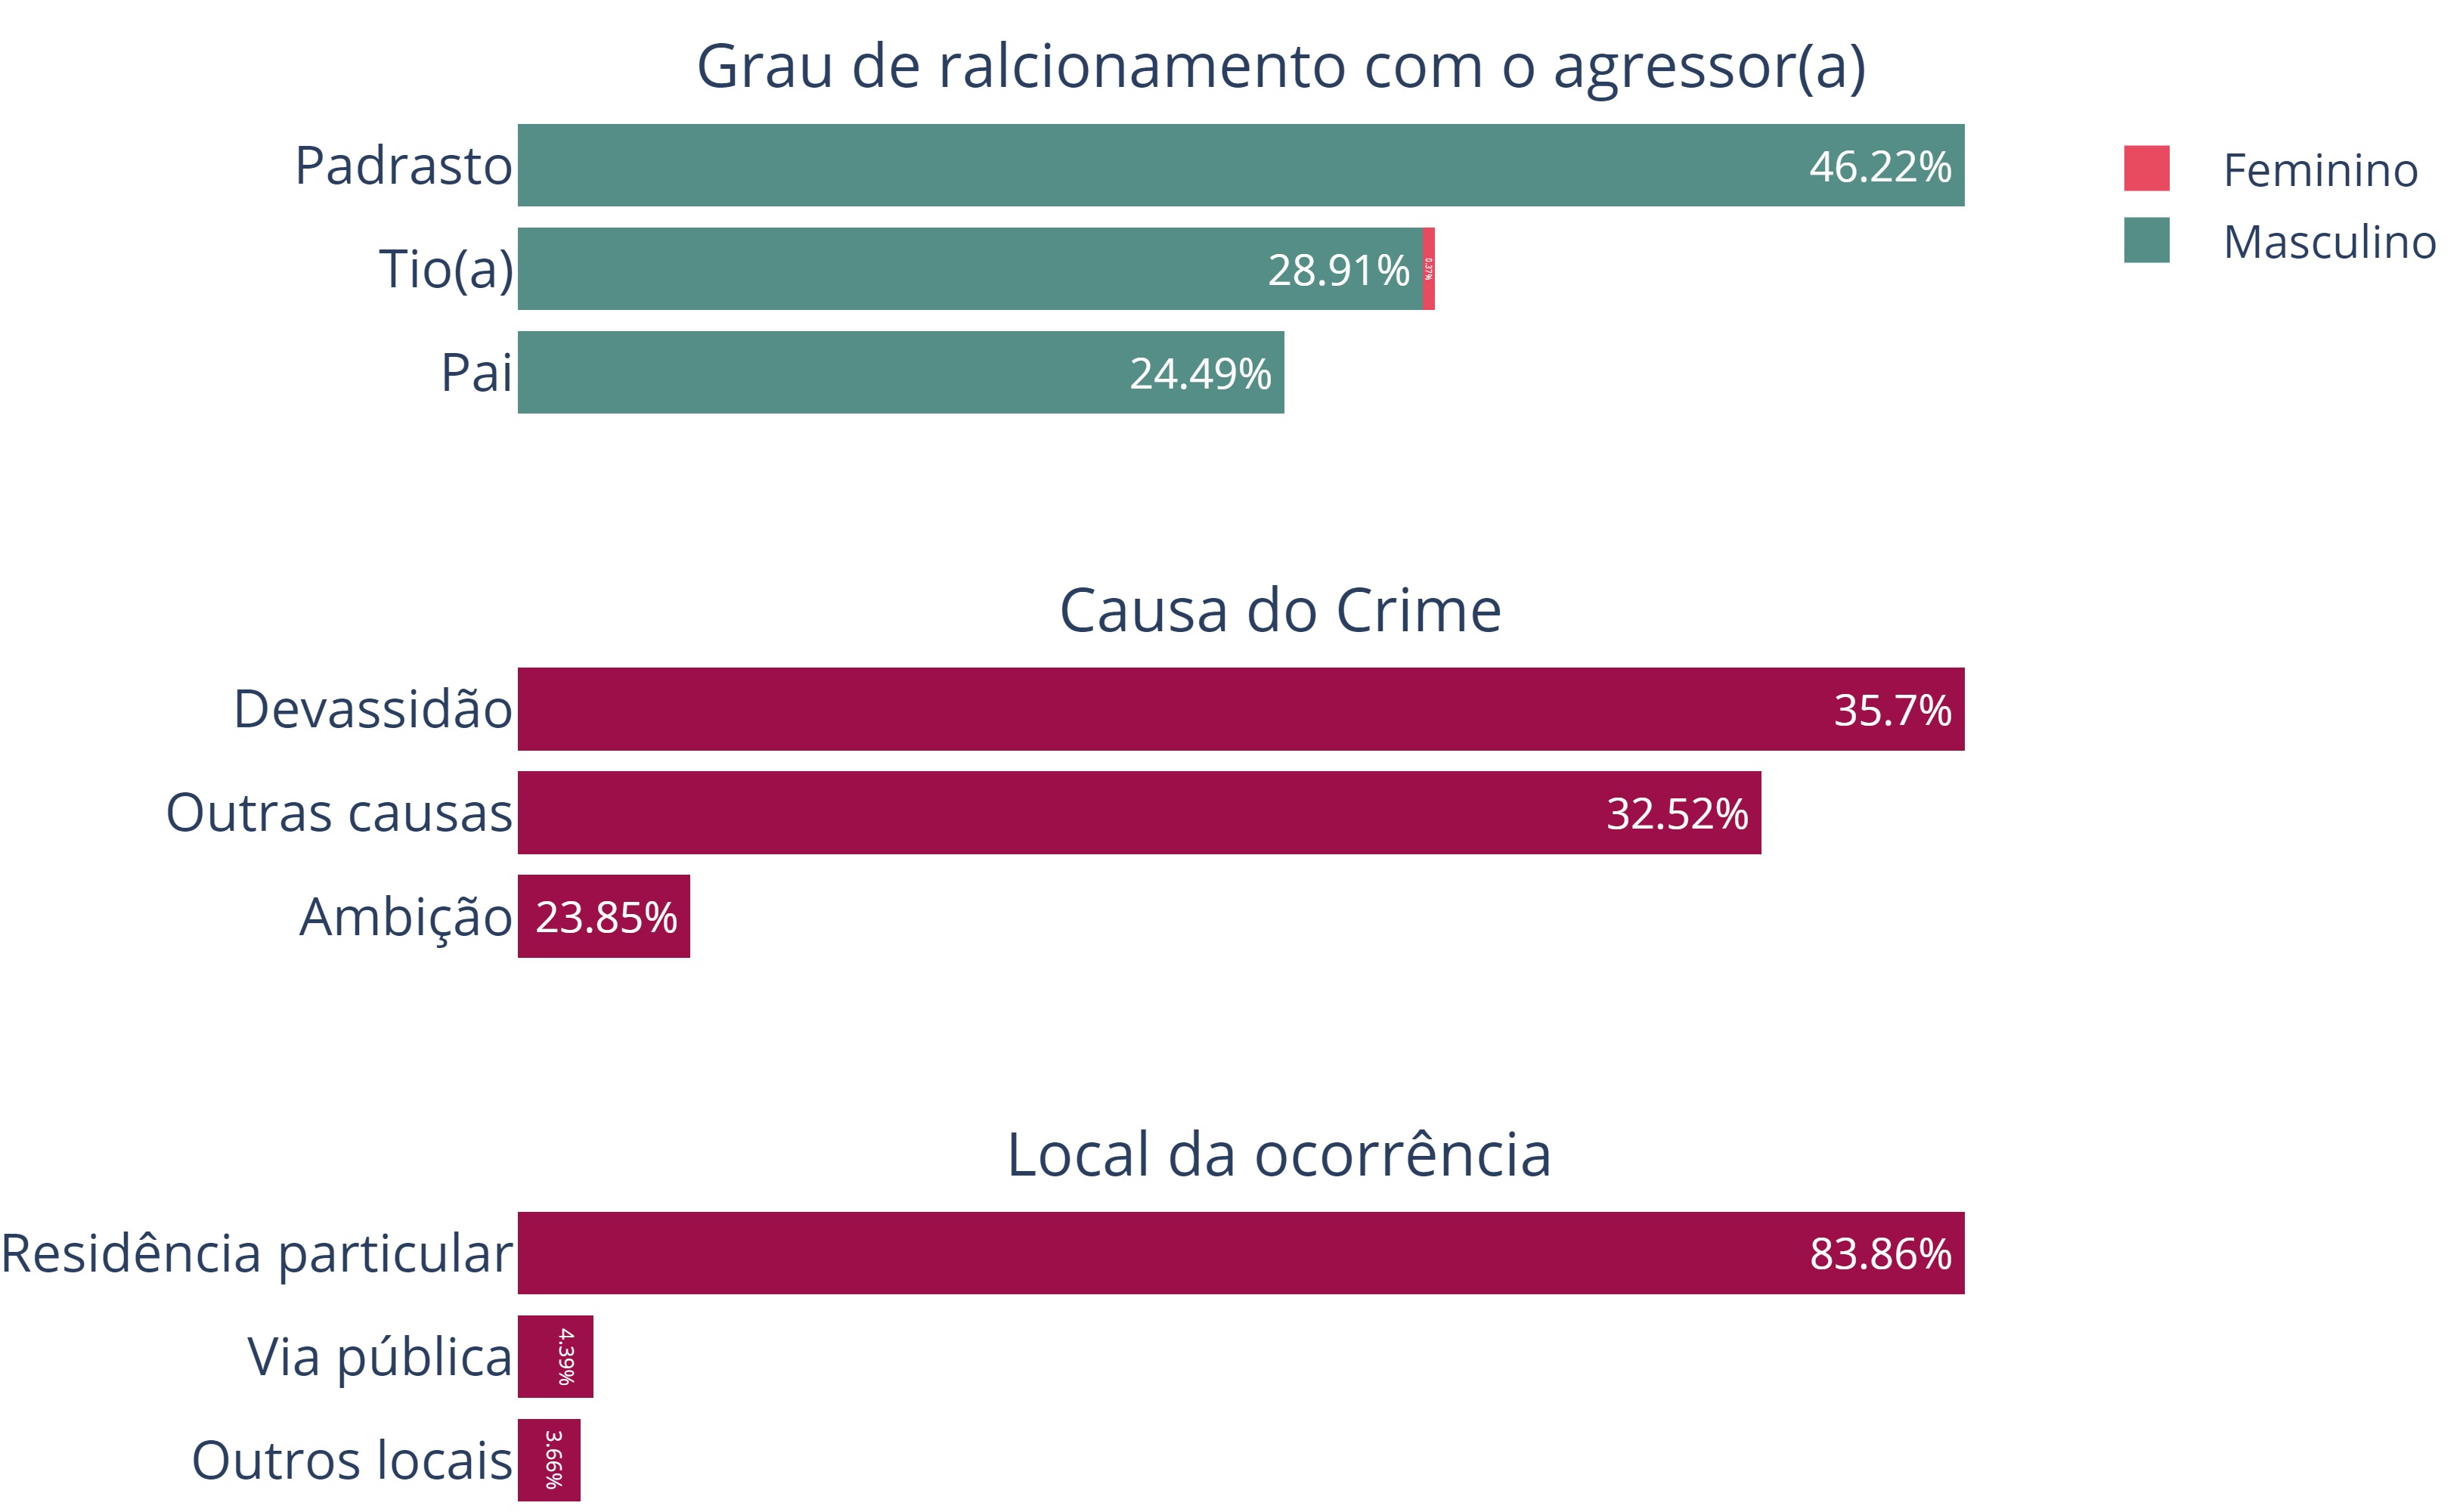 Grau de ralcionamento com o agressor(a)
Padrasto 46.22%
Tio(a) 28.91% 0.37%
Pai 24.49%
Feminino
Masculino
Causa do Crime
Devassidão 35.7%
Outras causas 32.52%
Ambição 23.85%
Local da ocorrência
Residência particular 83.86%
Via pública 4.39%
Outros locais 3.66%